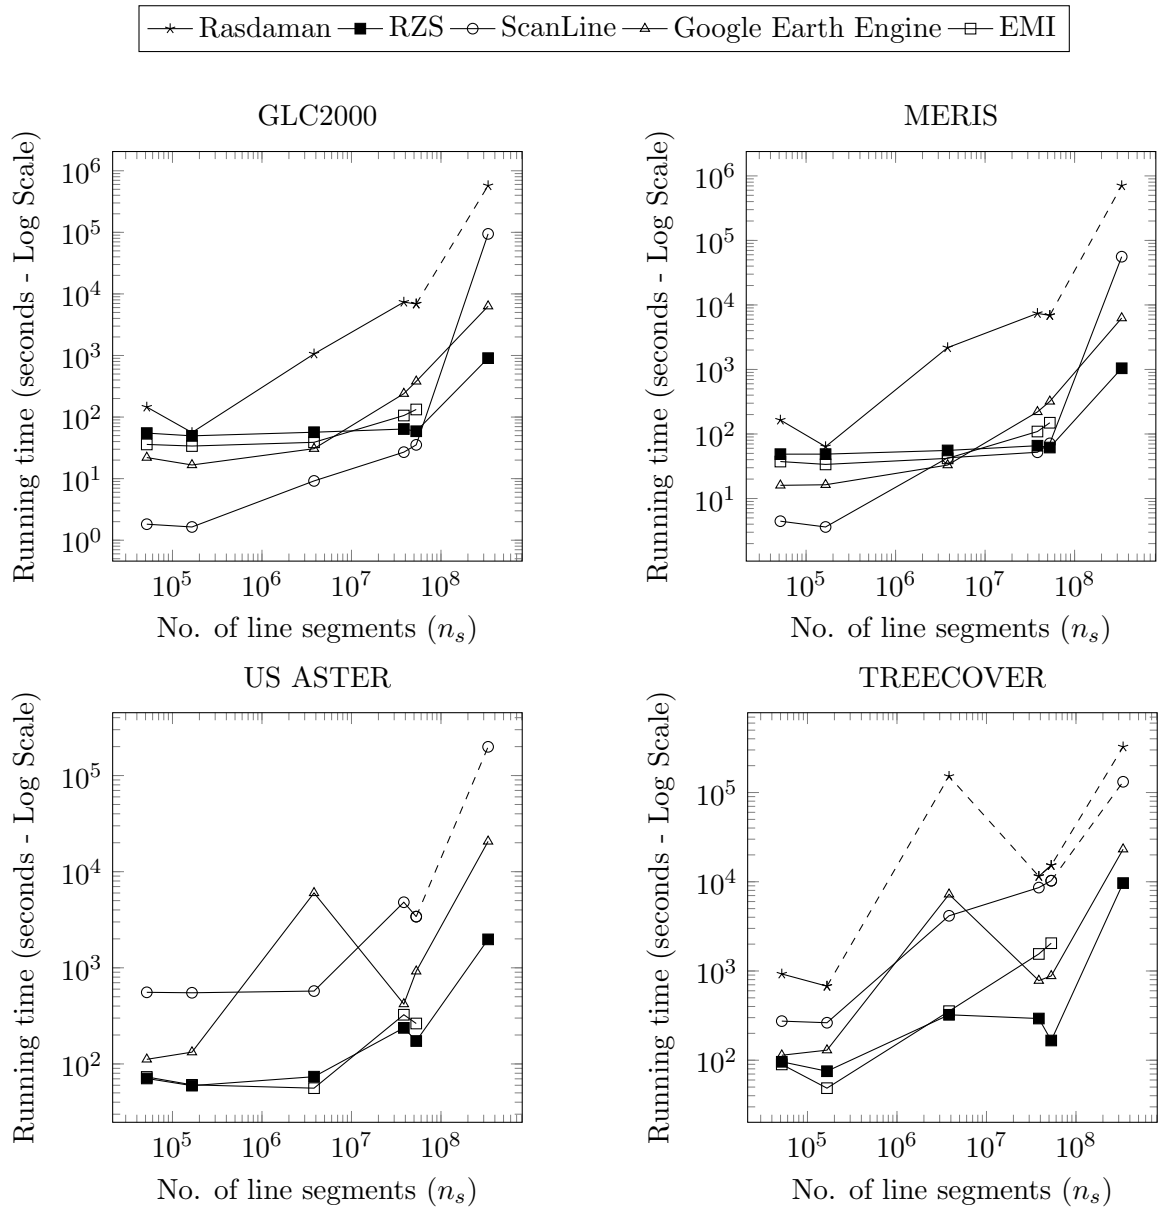 Rasdaman RZS ScanLine Google Earth Engine EMI
GLC2000
Running time (seconds - Log Scale)
10^6
10^5
10^4
10^3
10^2
10^1
10^0
10^5 10^6 10^7 10^8
No. of line segments (n_s)
MERIS
Running time (seconds - Log Scale)
10^6
10^5
10^4
10^3
10^2
10^1
10^5 10^6 10^7 10^8
No. of line segments (n_s)
US ASTER
Running time (seconds - Log Scale)
10^5
10^4
10^3
10^2
10^5 10^6 10^7 10^8
No. of line segments (n_s)
TREECOVER
Running time (seconds - Log Scale)
10^5
10^4
10^3
10^2
10^5 10^6 10^7 10^8
No. of line segments (n_s)